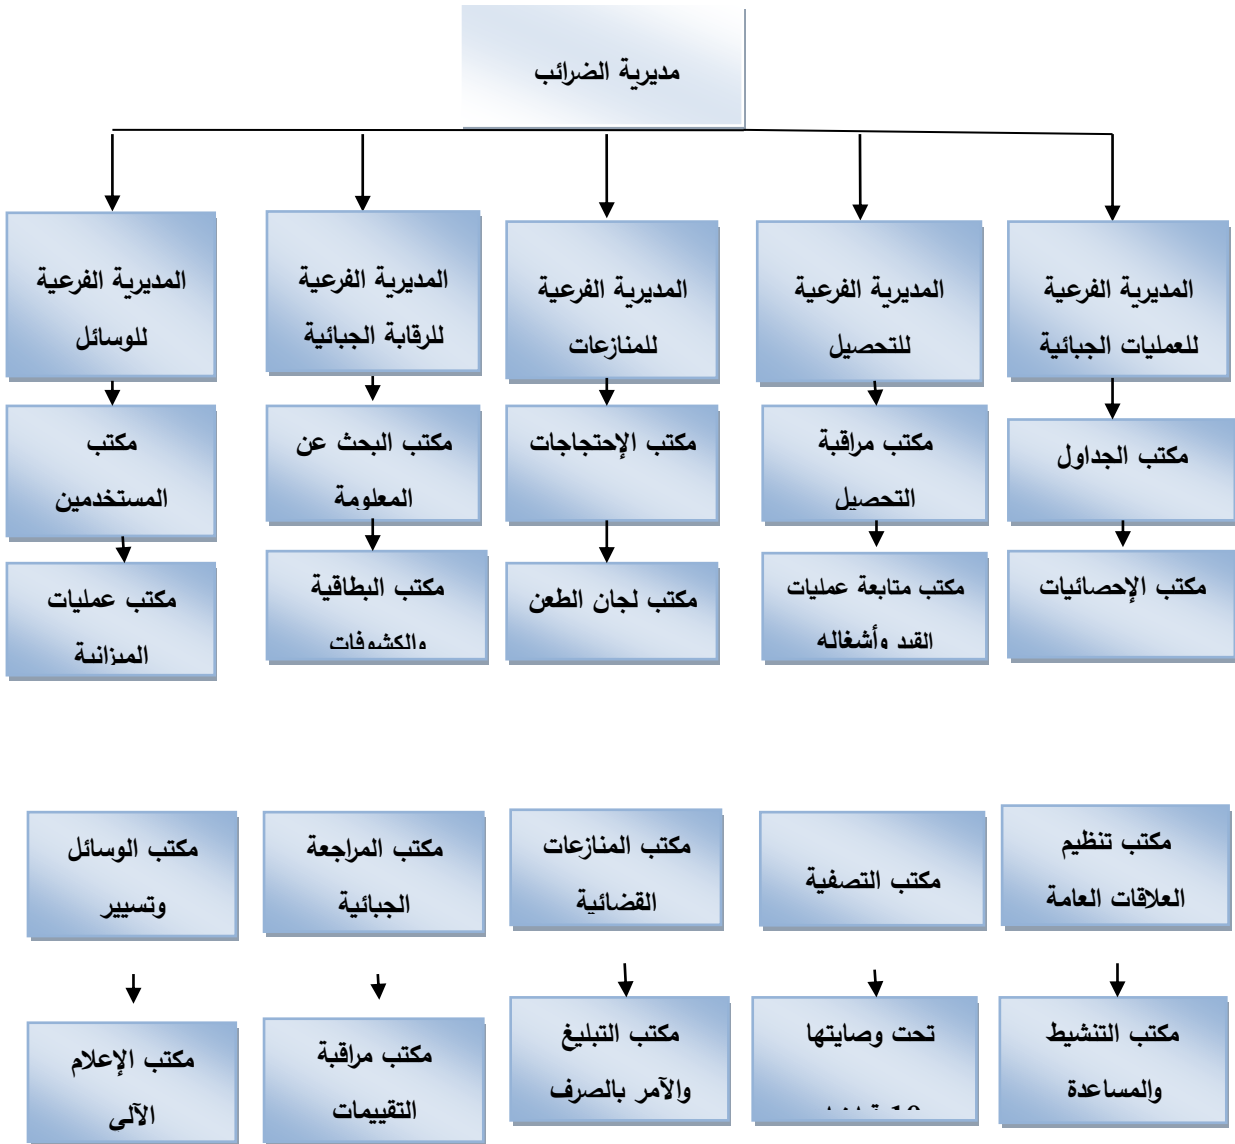 مديرية الضرائب
المديرية الفرعية
للعمليات الجبائية
المديرية الفرعية
للتحصيل
المديرية الفرعية
للمنازعات
المديرية الفرعية
للرقابة الجبائية
المديرية الفرعية
للوسائل
مكتب الجداول
مكتب مراقبة
التحصيل
مكتب الإحتجاجات
مكتب البحث عن
المعلومة
مكتب
المستخدمين
مكتب الإحصائيات
مكتب متابعة عمليات
القيد وأشغاله
مكتب لجان الطعن
مكتب البطاقية
والكشوفات
مكتب عمليات
الميزانية
مكتب تنظيم
العلاقات العامة
مكتب التصفية
مكتب المنازعات
القضائية
مكتب المراجعة
الجبائية
مكتب الوسائل
وتسيير
مكتب التنشيط
والمساعدة
تحت وصايتها
مكتب التبليغ
والآمر بالصرف
مكتب مراقبة
التقييمات
مكتب الإعلام
الآلي